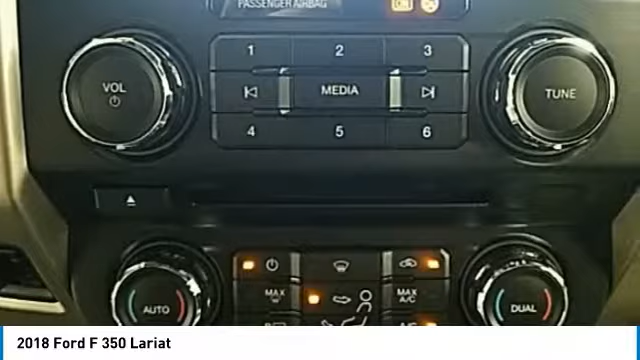 PASSENGER AIRBAG
1 2 3
VOL MEDIA TUNE
4 5 6
AUTO MAX MAX A/C DUAL
2018 Ford F 350 Lariat